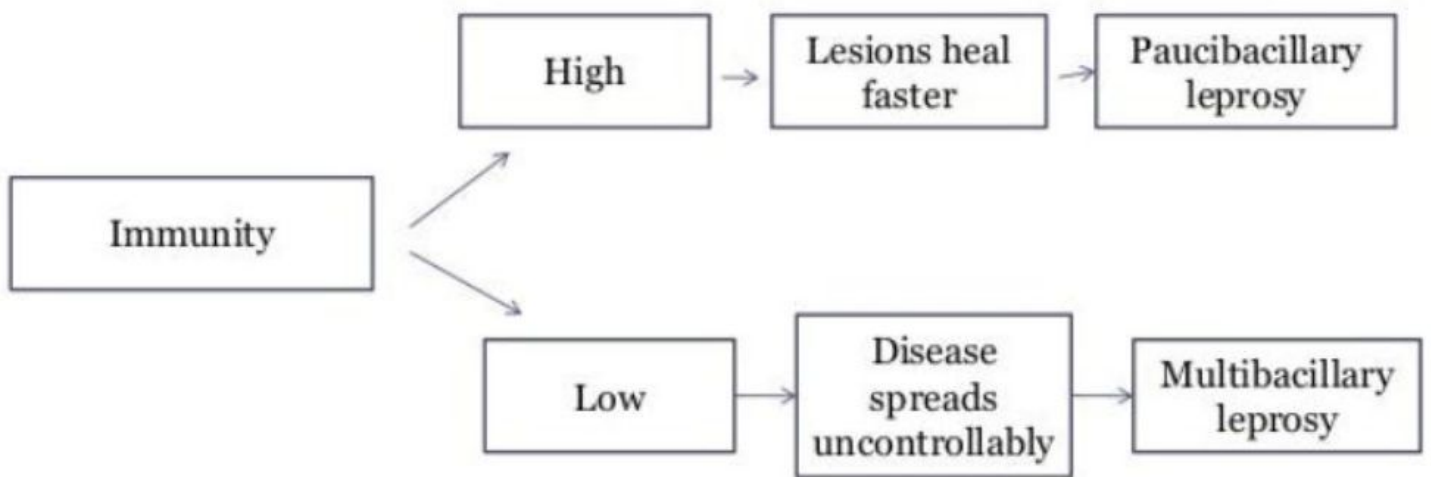 High
Lesions heal
faster
Paucibacillary
leprosy
Immunity
Low
Disease
spreads
uncontrollably
Multibacillary
leprosy